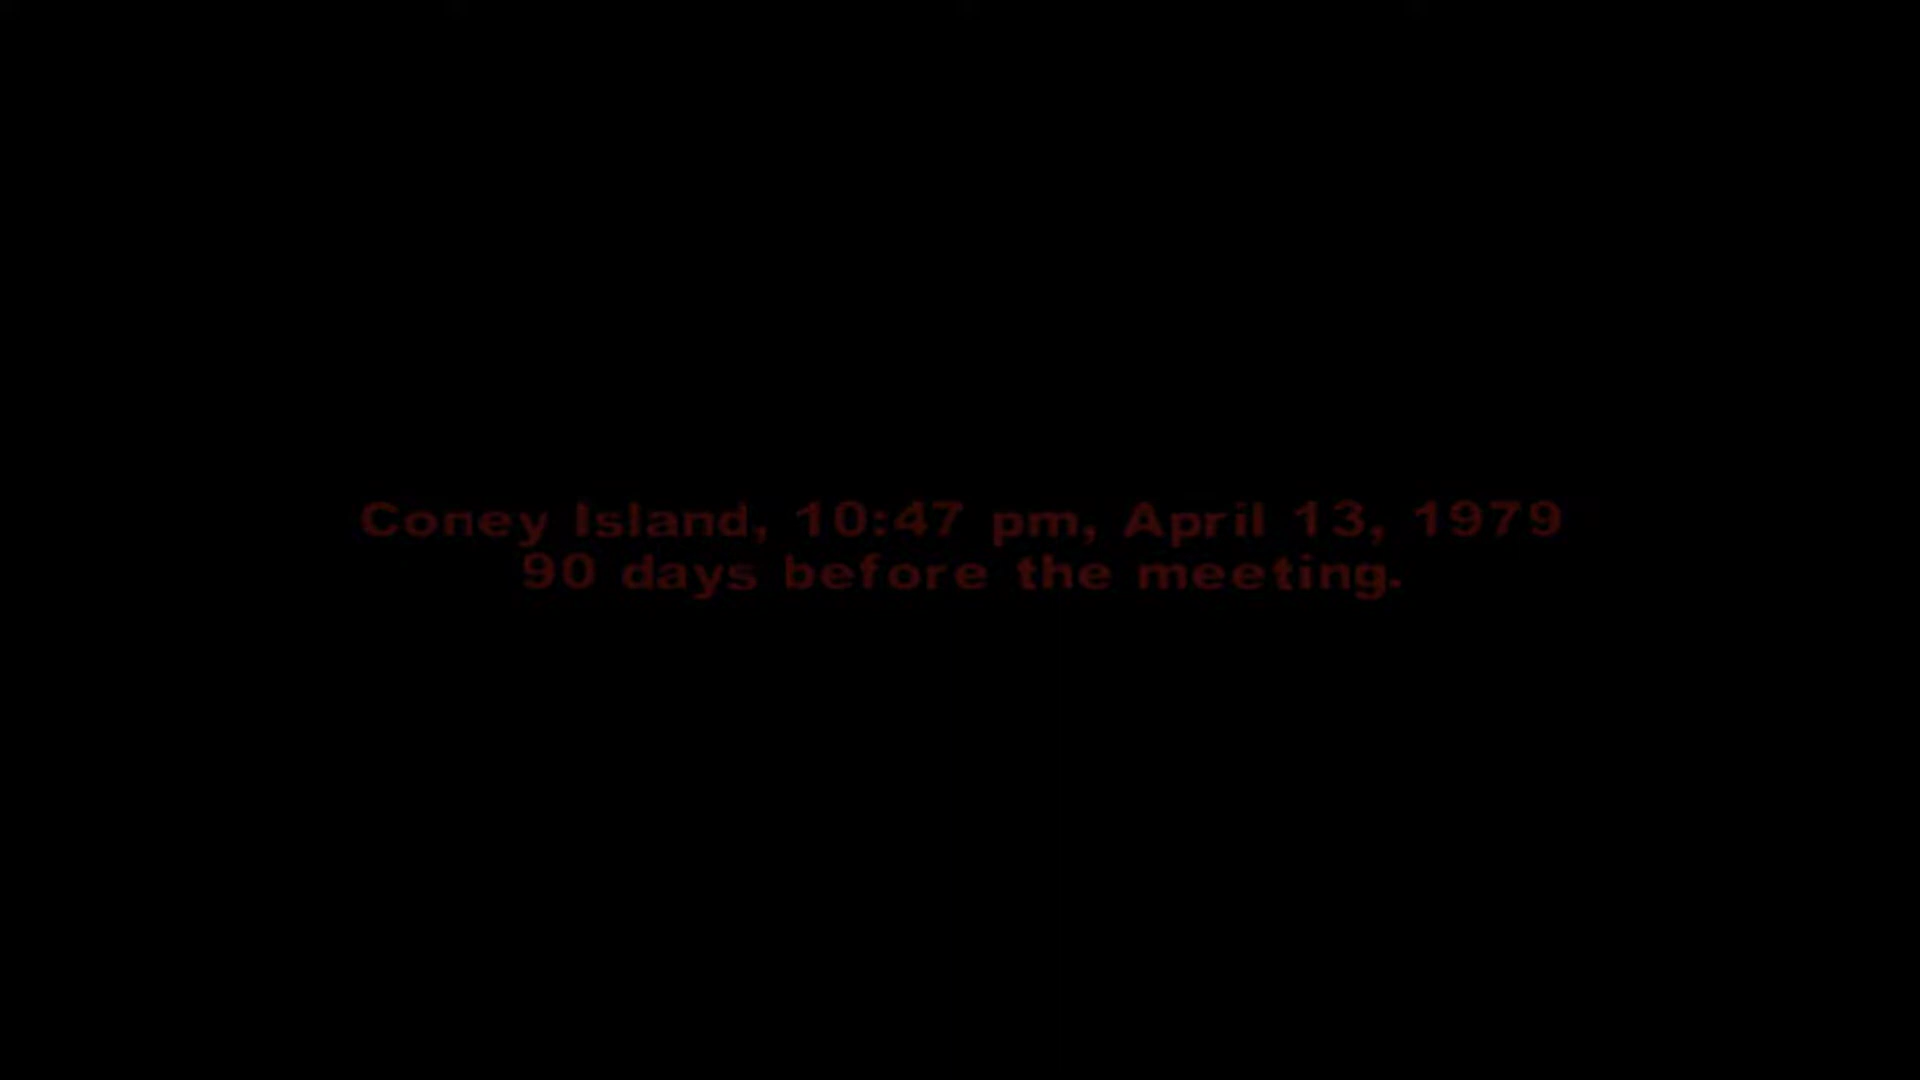 Coney Island, 10:47 pm, April 13, 1979
90 days before the meeting.